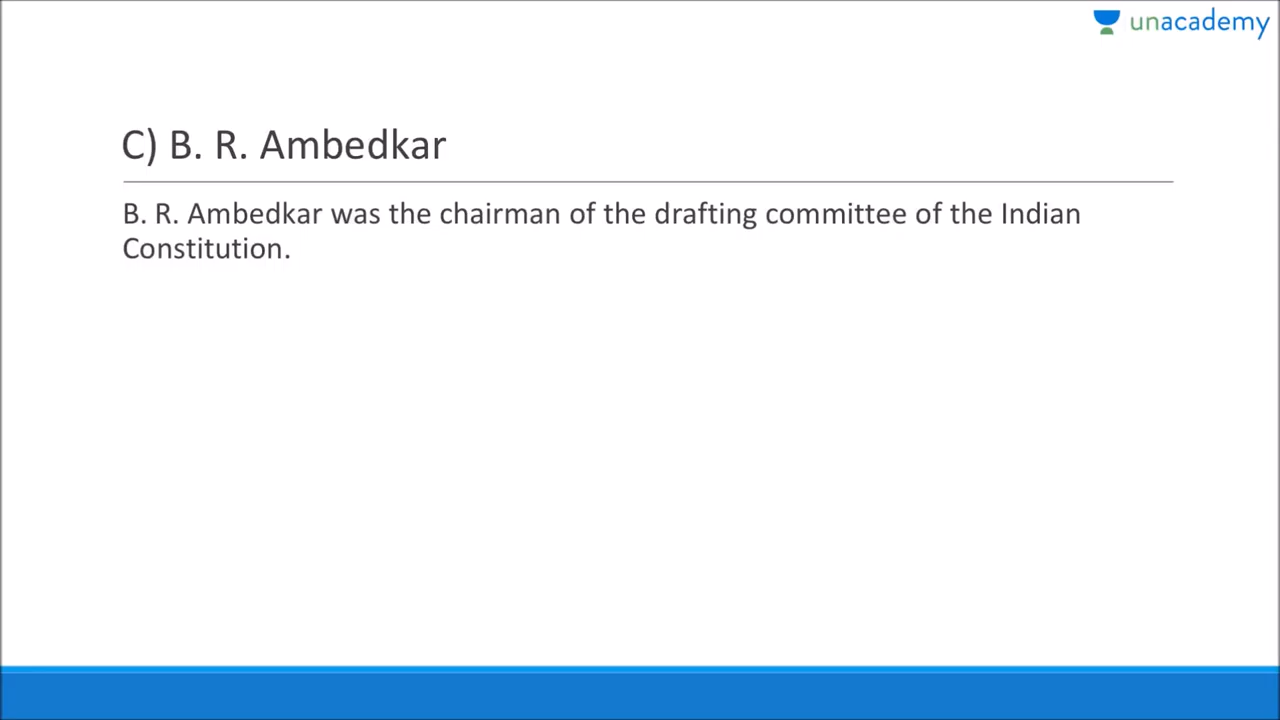 unacademy
C) B. R. Ambedkar
B. R. Ambedkar was the chairman of the drafting committee of the Indian
Constitution.